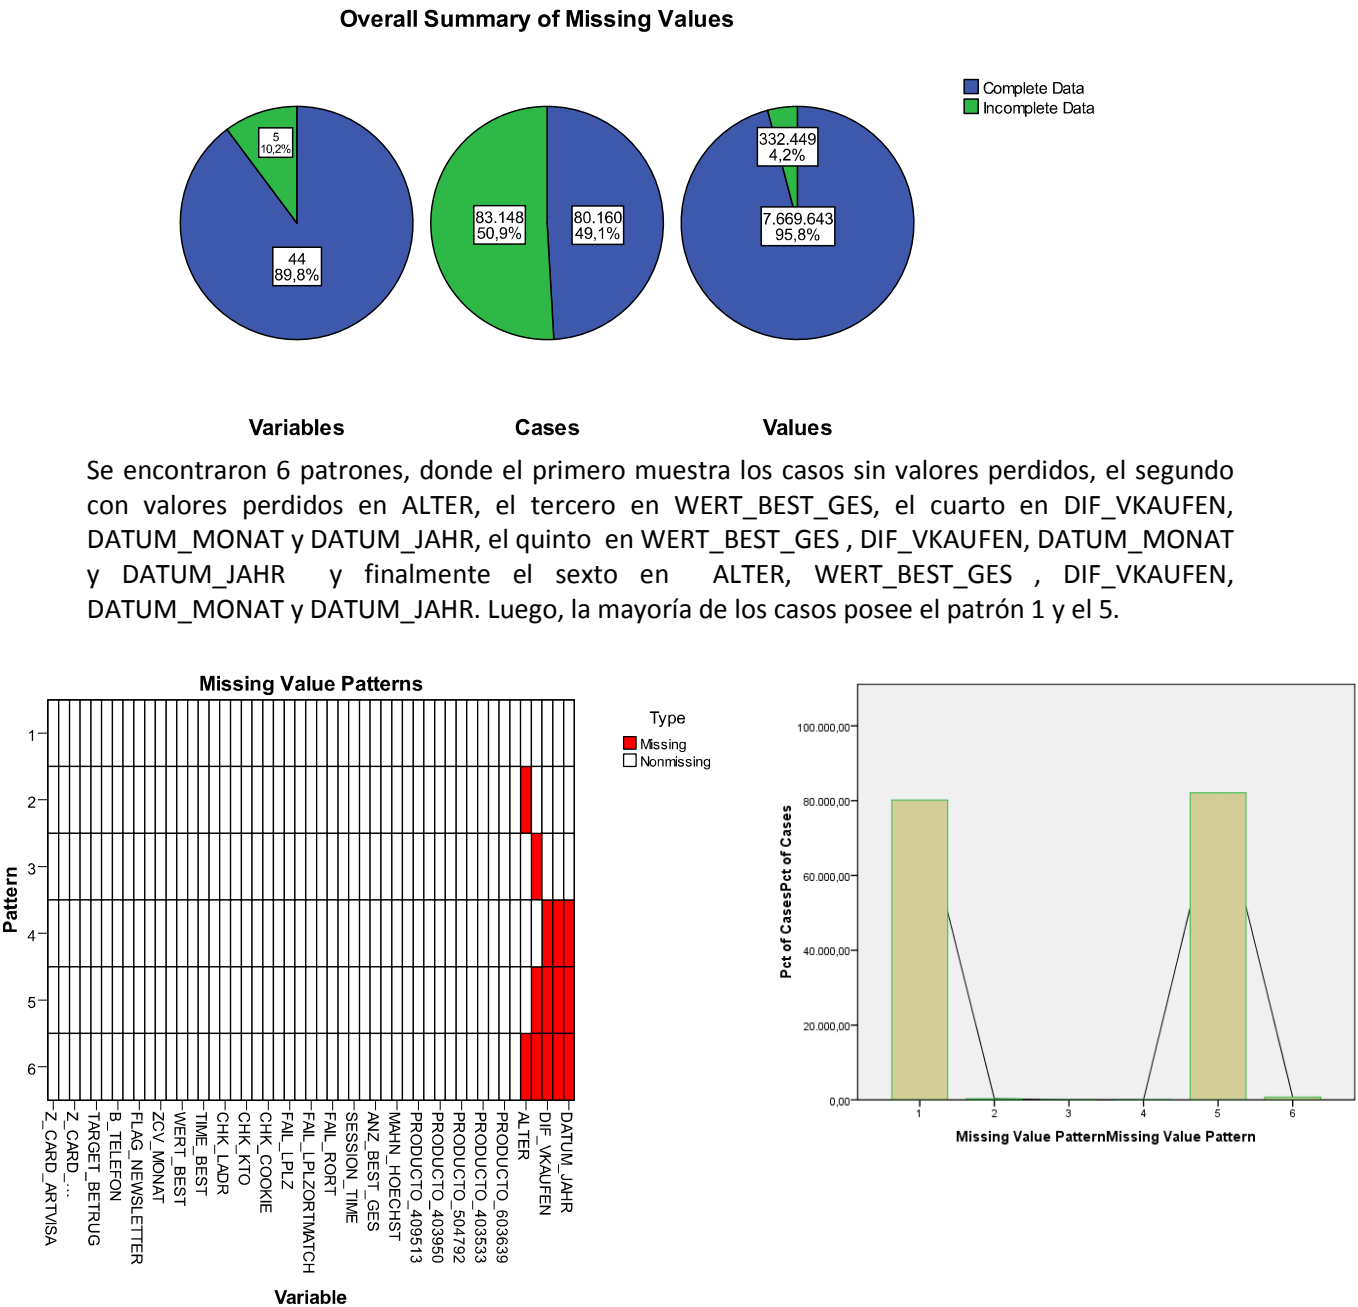 Overall Summary of Missing Values
Complete Data
Incomplete Data
5
10,2%
44
89,8%
83.148
50,9%
80.160
49,1%
332.449
4,2%
7.669.643
95,8%
Variables
Cases
Values
Se encontraron 6 patrones, donde el primero muestra los casos sin valores perdidos, el segundo
con valores perdidos en ALTER, el tercero en WERT_BEST_GES, el cuarto en DIF_VKAUFEN,
DATUM_MONAT y DATUM_JAHR, el quinto en WERT_BEST_GES , DIF_VKAUFEN, DATUM_MONAT
y DATUM_JAHR y finalmente el sexto en ALTER, WERT_BEST_GES , DIF_VKAUFEN,
DATUM_MONAT y DATUM_JAHR. Luego, la mayoría de los casos posee el patrón 1 y el 5.
Missing Value Patterns
Type
Missing
Nonmissing
Pattern
1
2
3
4
5
6
Z_CARD_ARTVISA
Z_CARD_...
TARGET_BETRUG
B_TELEFON
FLAG_NEWSLETTER
ZCV_MONAT
WERT_BEST
TIME_BEST
CHK_LADR
CHK_KTO
CHK_COOKIE
FAIL_LPLZ
FAIL_LPLZORTMATCH
FAIL_RORT
SESSION_TIME
ANZ_BEST_GES
MAHN_HOECHST
PRODUCTO_409513
PRODUCTO_403950
PRODUCTO_504792
PRODUCTO_403533
PRODUCTO_603639
ALTER
DIF_VKAUFEN
DATUM_JAHR
Variable
Pct of CasesPct of Cases
100.000,00
80.000,00
60.000,00
40.000,00
20.000,00
0,00
1
2
3
4
5
6
Missing Value PatternMissing Value Pattern